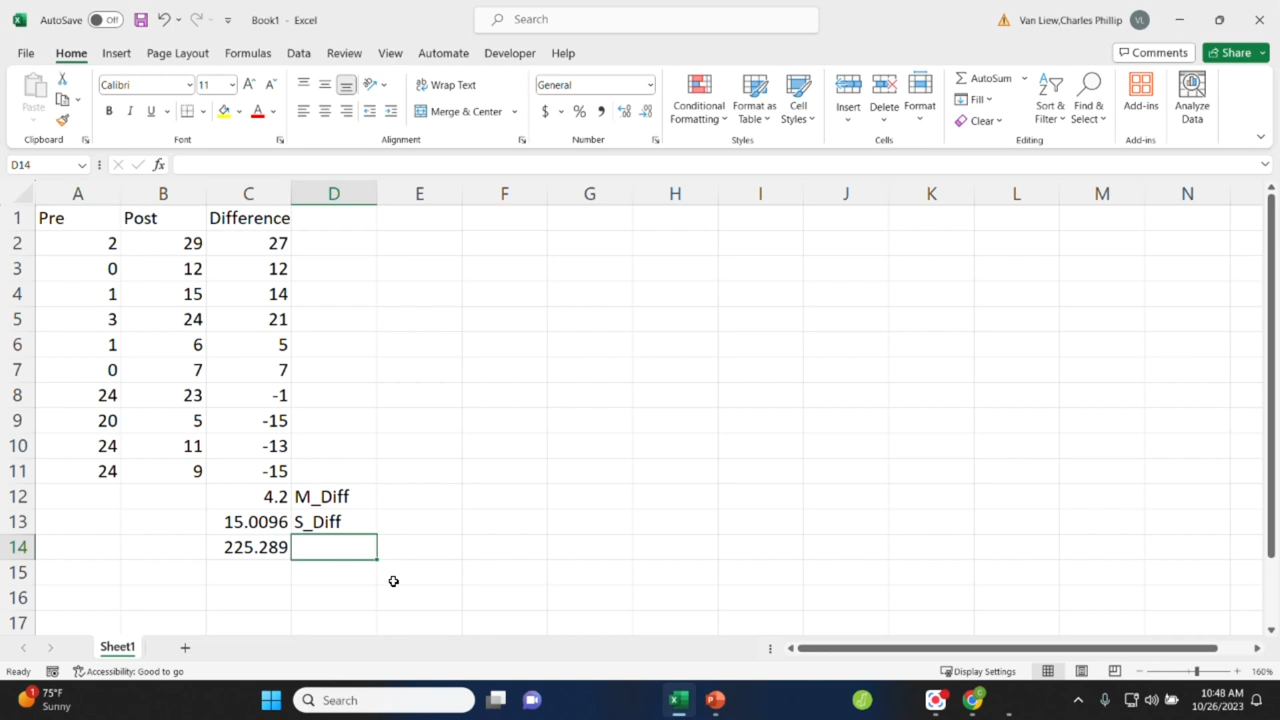 AutoSave Off Book1 - Excel Search Van Liew,Charles Phillip VL
File Home Insert Page Layout Formulas Data Review View Automate Developer Help Comments Share
Paste Calibri 11 Wrap Text General Conditional Formatting Format as Table Cell Styles Insert Delete Format AutoSum Sort & Filter Find & Select Add-ins Analyze Data
B I U Merge & Center $ % Fill
Clear
Clipboard Font Alignment Number Styles Cells Editing Add-ins
D14 fx
A B C D E F G H I J K L M N
1 Pre Post Difference
2 2 29 27
3 0 12 12
4 1 15 14
5 3 24 21
6 1 6 5
7 0 7 7
8 24 23 -1
9 20 5 -15
10 24 11 -13
11 24 9 -15
12 4.2 M_Diff
13 15.0096 S_Diff
14 225.289
15
16
17
Sheet1
Ready Accessibility: Good to go Display Settings 160%
1 75°F Sunny Search 10:48 AM 10/26/2023